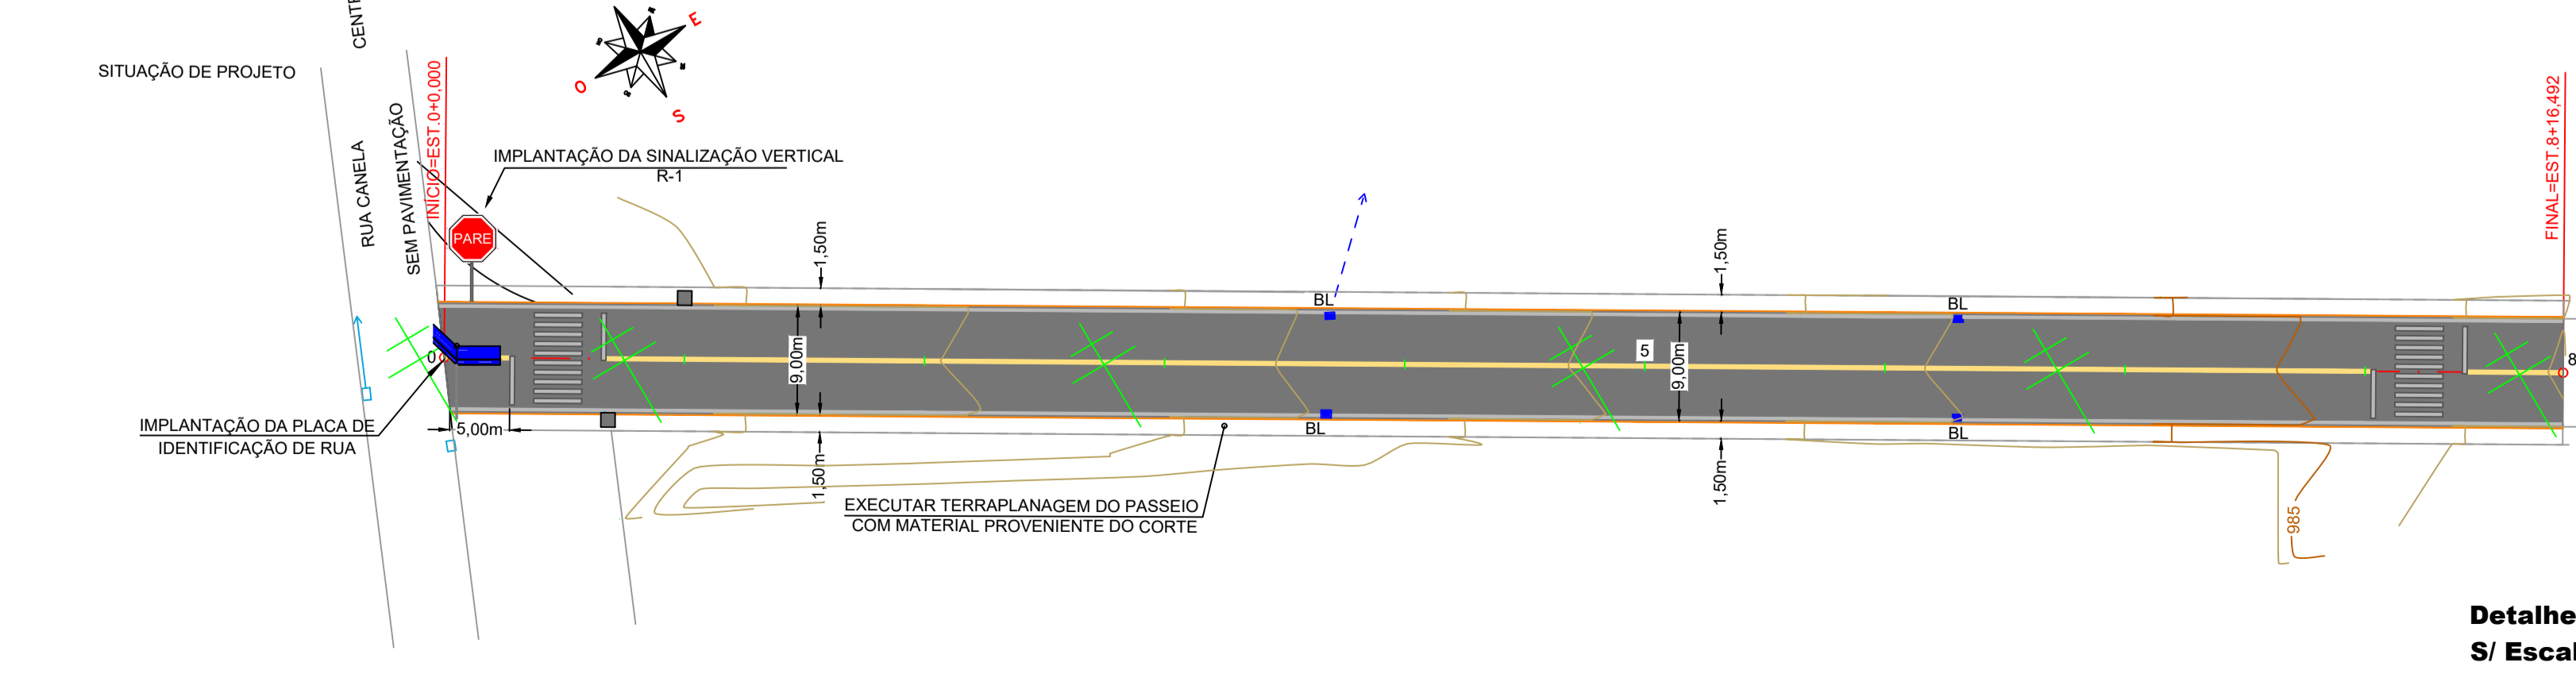 CENT
SITUAÇÃO DE PROJETO
E
O
S
RUA CANELA
SEM PAVIMENTAÇÃO
INÍCIO=EST.0+0,000
IMPLANTAÇÃO DA SINALIZAÇÃO VERTICAL
R-1
PARE
0
IMPLANTAÇÃO DA PLACA DE
IDENTIFICAÇÃO DE RUA
5,00m
1,50m
9,00m
1,50m
BL
BL
EXECUTAR TERRAPLANAGEM DO PASSEIO
COM MATERIAL PROVENIENTE DO CORTE
5
1,50m
9,00m
1,50m
BL
BL
985
FINAL=EST.8+16,492
8
Detalhe
S/ Escal